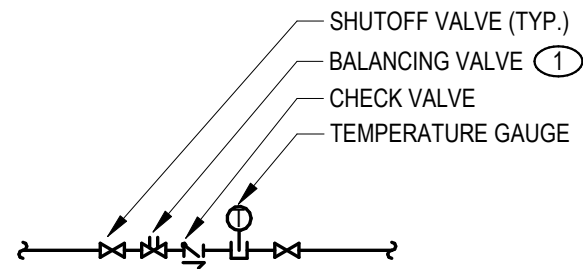 SHUTOFF VALVE (TYP.)
BALANCING VALVE 1
CHECK VALVE
TEMPERATURE GAUGE
T